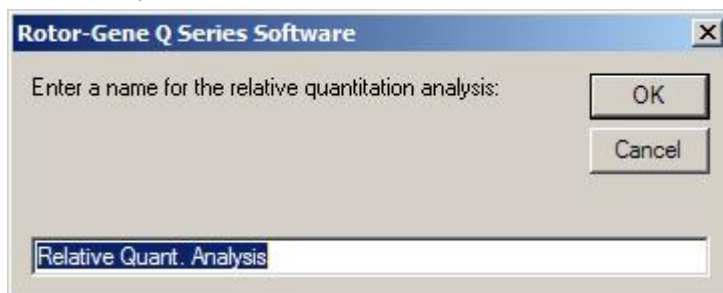 Rotor-Gene Q Series Software
Enter a name for the relative quantitation analysis:
OK
Cancel
Relative Quant. Analysis